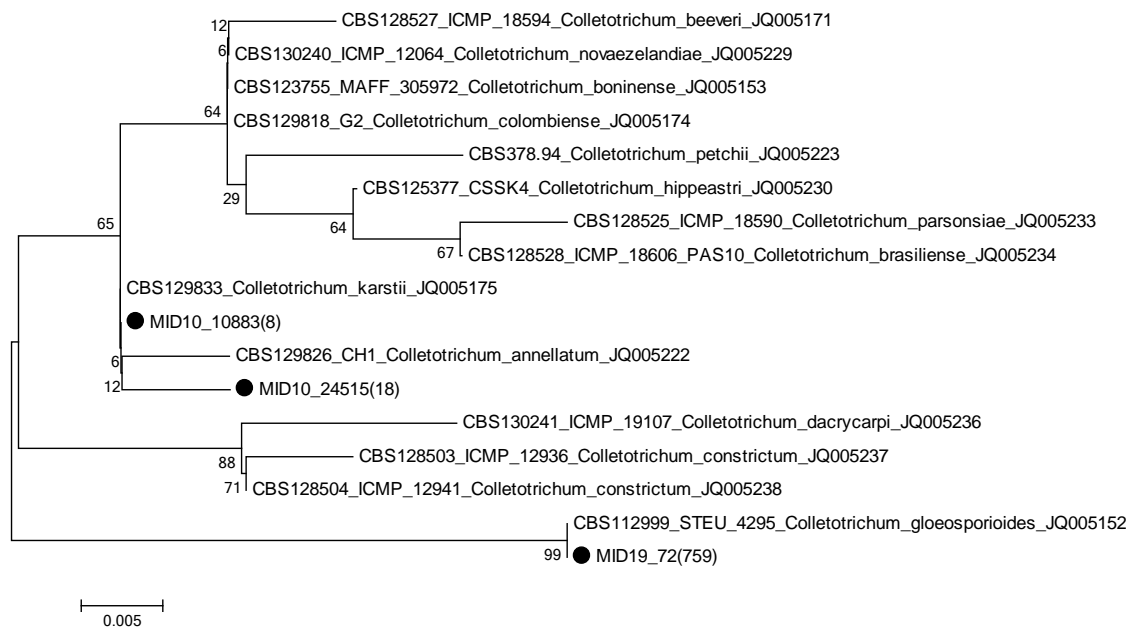 12
CBS128527_ICMP_18594_Colletotrichum_beeveri_JQ005171
6
CBS130240_ICMP_12064_Colletotrichum_novaezelandiae_JQ005229
CBS123755_MAFF_305972_Colletotrichum_boninense_JQ005153
64
CBS129818_G2_Colletotrichum_colombiense_JQ005174
CBS378.94_Colletotrichum_petchii_JQ005223
29
CBS125377_CSSK4_Colletotrichum_hippeastri_JQ005230
64
CBS128525_ICMP_18590_Colletotrichum_parsonsiae_JQ005233
67
CBS128528_ICMP_18606_PAS10_Colletotrichum_brasiliense_JQ005234
65
CBS129833_Colletotrichum_karstii_JQ005175
MID10_10883(8)
6
CBS129826_CH1_Colletotrichum_annellatum_JQ005222
12
MID10_24515(18)
CBS130241_ICMP_19107_Colletotrichum_dacrycarpi_JQ005236
88
CBS128503_ICMP_12936_Colletotrichum_constrictum_JQ005237
71
CBS128504_ICMP_12941_Colletotrichum_constrictum_JQ005238
CBS112999_STEU_4295_Colletotrichum_gloeosporioides_JQ005152
99
MID19_72(759)
0.005